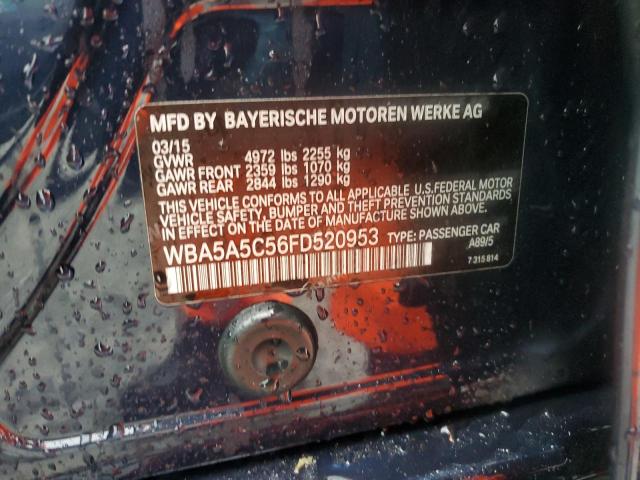 MFD BY BAYERISCHE MOTOREN WERKE AG
03/15
GVWR 4972 lbs 2255 kg
GAWR FRONT 2359 lbs 1070 kg
GAWR REAR 2844 lbs 1290 kg
THIS VEHICLE CONFORMS TO ALL APPLICABLE U.S.FEDERAL MOTOR
VEHICLE SAFETY, BUMPER AND THEFT PREVENTION STANDARDS
IN EFFECT ON THE DATE OF MANUFACTURE SHOWN ABOVE.
WBA5A5C56FD520953 TYPE: PASSENGER CAR
A89/5
7 315 814